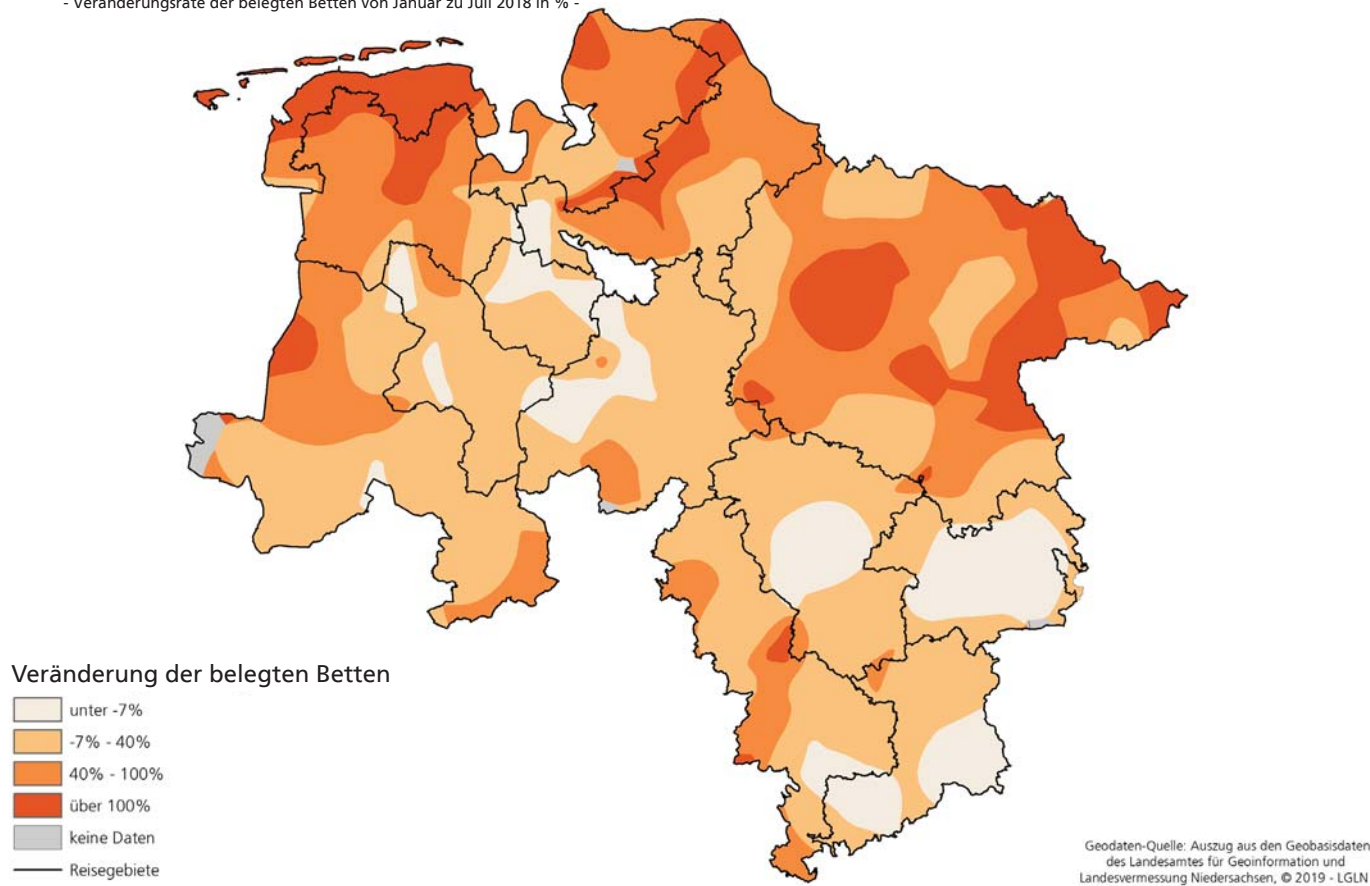 - Veränderungsrate der belegten Betten von Januar zu Juli 2018 in % -
Veränderung der belegten Betten
unter -7%
-7% - 40%
40% - 100%
über 100%
keine Daten
Reisegebiete
Geodaten-Quelle: Auszug aus den Geobasisdaten
des Landesamtes für Geoinformation und
Landesvermessung Niedersachsen, © 2019 - LGLN